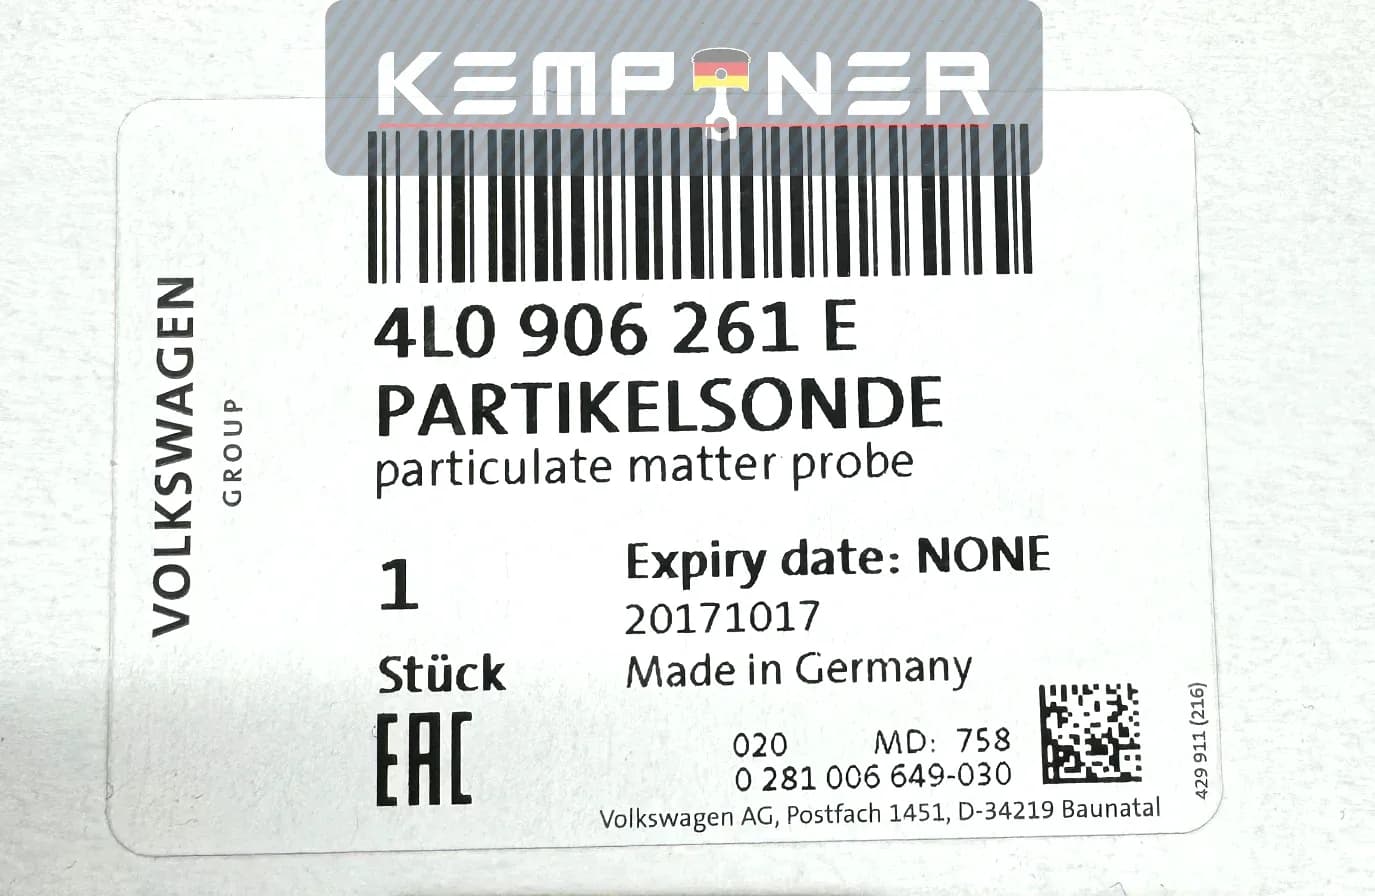 KEMPTNER
4L0 906 261 E
PARTIKELSONDE
particulate matter probe
VOLKSWAGEN
GROUP
1
Stück
EAC
Expiry date: NONE
20171017
Made in Germany
020 MD: 758
0 281 006 649-030
Volkswagen AG, Postfach 1451, D-34219 Baunatal
429 911 (216)